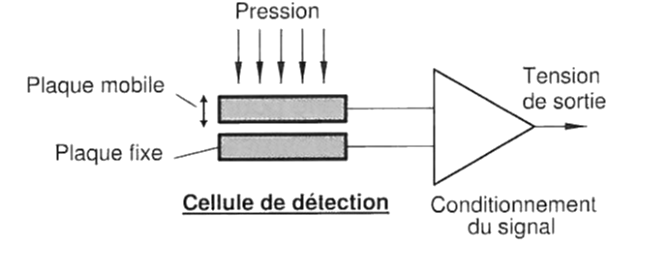 Pression
Plaque mobile
Tension
de sortie
Plaque fixe
Cellule de détection
Conditionnement
du signal